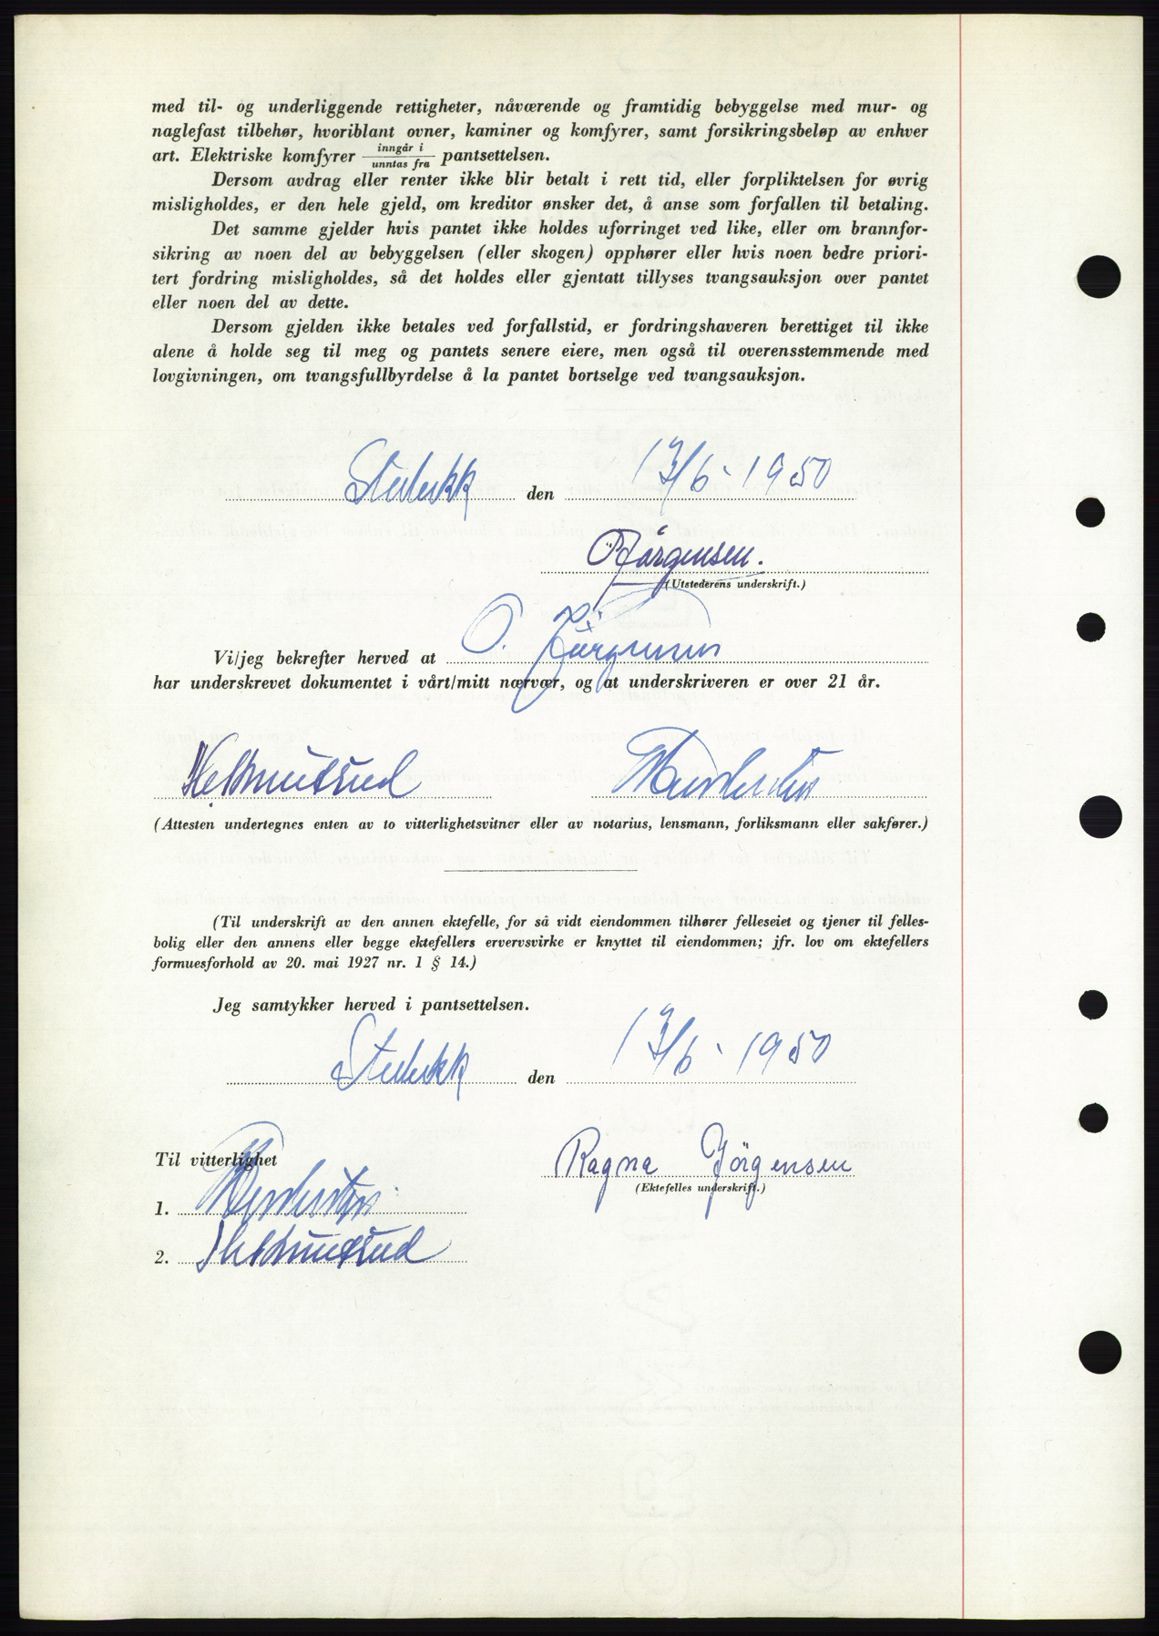 med til- og underliggende rettigheter, nåværende og framtidig bebyggelse med mur- og
naglefast tilbehør, hvoriblant ovner, kaminer og komfyrer, samt forsikringsbeløp av enhver
art. Elektriske komfyrer inngår i / unntas fra pantsettelsen.
Dersom avdrag eller renter ikke blir betalt i rett tid, eller forpliktelsen for øvrig
misligholdes, er den hele gjeld, om kreditor ønsker det, å anse som forfallen til betaling.
Det samme gjelder hvis pantet ikke holdes uforringet ved like, eller om brannfor-
sikring av noen del av bebyggelsen (eller skogen) opphører eller hvis noen bedre priori-
tert fordring misligholdes, så det holdes eller gjentatt tillyses tvangsauksjon over pantet
eller noen del av dette.
Dersom gjelden ikke betales ved forfallstid, er fordringshaveren berettiget til ikke
alene å holde seg til meg og pantets senere eiere, men også til overensstemmende med
lovgivningen, om tvangsfullbyrdelse å la pantet bortselge ved tvangsauksjon.
den 13/6-1950
Jørgensen.
(Utstederens underskrift.)
Vi/jeg bekrefter herved at O. Jørgensen
har underskrevet dokumentet i vårt/mitt nærvær, og at underskriveren er over 21 år.
(Attesten undertegnes enten av to vitterlighetsvitner eller av notarius, lensmann, forliksmann eller sakfører.)
(Til underskrift av den annen ektefelle, for så vidt eiendommen tilhører felleseiet og tjener til felles-
bolig eller den annens eller begge ektefellers ervervsvirke er knyttet til eiendommen; jfr. lov om ektefellers
formuesforhold av 20. mai 1927 nr. 1 § 14.)
Jeg samtykker herved i pantsettelsen.
den 13/6-1950
Til vitterlighet
Ragna Jörgensen
(Ektefelles underskrift.)
1.
2.